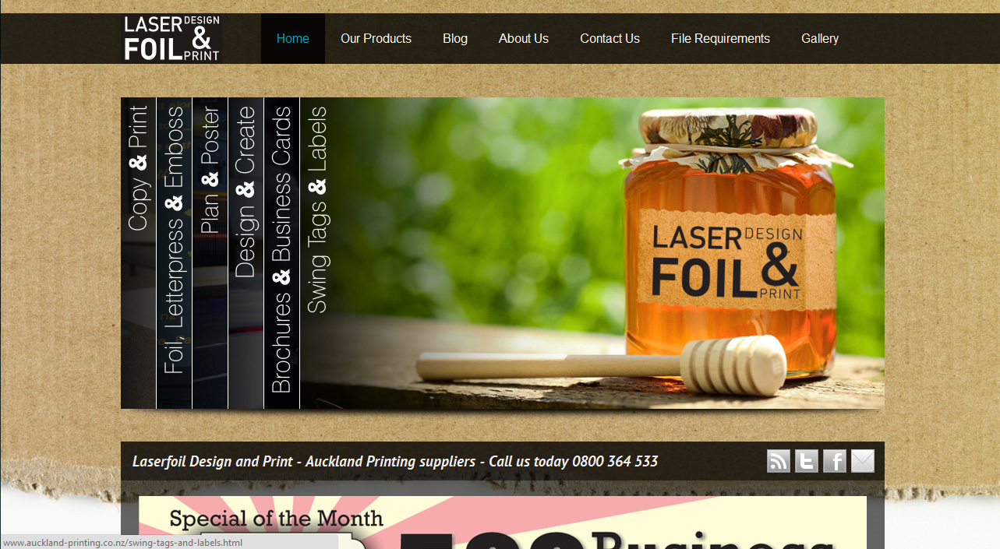 LASER DESIGN
FOIL &
PRINT
Home
Our Products
Blog
About Us
Contact Us
File Requirements
Gallery
Copy & Print
Foil, Letterpress & Emboss
Plan & Poster
Design & Create
Brochures & Business Cards
Swing Tags & Labels
LASER DESIGN
FOIL &
PRINT
Laserfoil Design and Print - Auckland Printing suppliers - Call us today 0800 364 533
Special of the Month
Business
www.auckland-printing.co.nz/swing-tags-and-labels.html